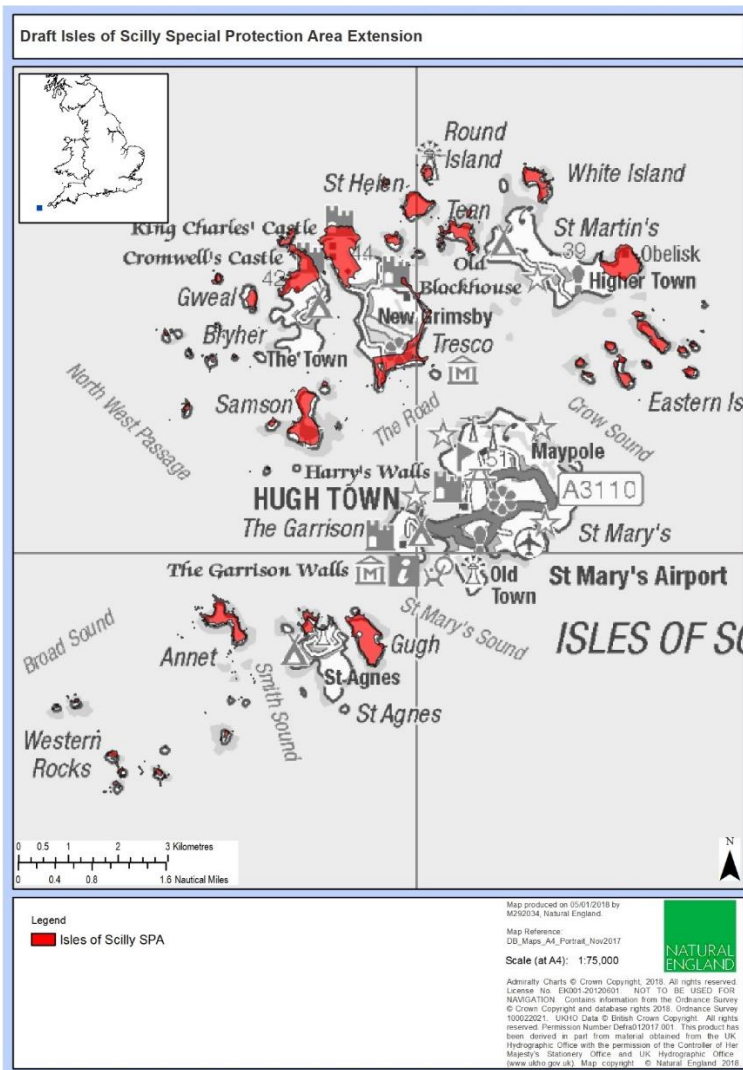 Draft Isles of Scilly Special Protection Area Extension
Round
Island
White Island
St Helen
Tean
St Martin's
King Charles' Castle
Cromwell's Castle
44
42
39
Obelisk
Old
Blackhouse
Higher Town
Gweal
New Grimsby
Bryher
Tresco
The Town
Eastern Is
Samson
North West Passage
The Road
Crow Sound
Maypole
Harry's Walls
51
HUGH TOWN
A3110
The Garrison
St Mary's
The Garrison Walls
i
Old
Town
St Mary's Airport
St Mary's Sound
Broad Sound
Annet
Gugh
ISLES OF SC
Smith Sound
St Agnes
St Agnes
Western
Rocks
0 0.5 1 2 3 Kilometres
0 0.4 0.8 1.6 Nautical Miles
N
Legend
Isles of Scilly SPA
Map produced on 05/01/2018 by
M292034, Natural England.
Map Reference:
DB_Maps_A4_Portrait_Nov2017
Scale (at A4): 1:75,000
NATURAL
ENGLAND
Admiralty Charts © Crown Copyright, 2018. All rights reserved.
License No. EK001-20120601. NOT TO BE USED FOR
NAVIGATION. Contains information from the Ordnance Survey
© Crown Copyright and database rights 2018. Ordnance Survey
100022021. UKHO Data © British Crown Copyright. All rights
reserved. Permission Number Defra012017.001. This product has
been derived in part from material obtained from the UK
Hydrographic Office with the permission of the Controller of Her
Majesty's Stationery Office and UK Hydrographic Office
(www.ukho.gov.uk). Map copyright © Natural England 2018